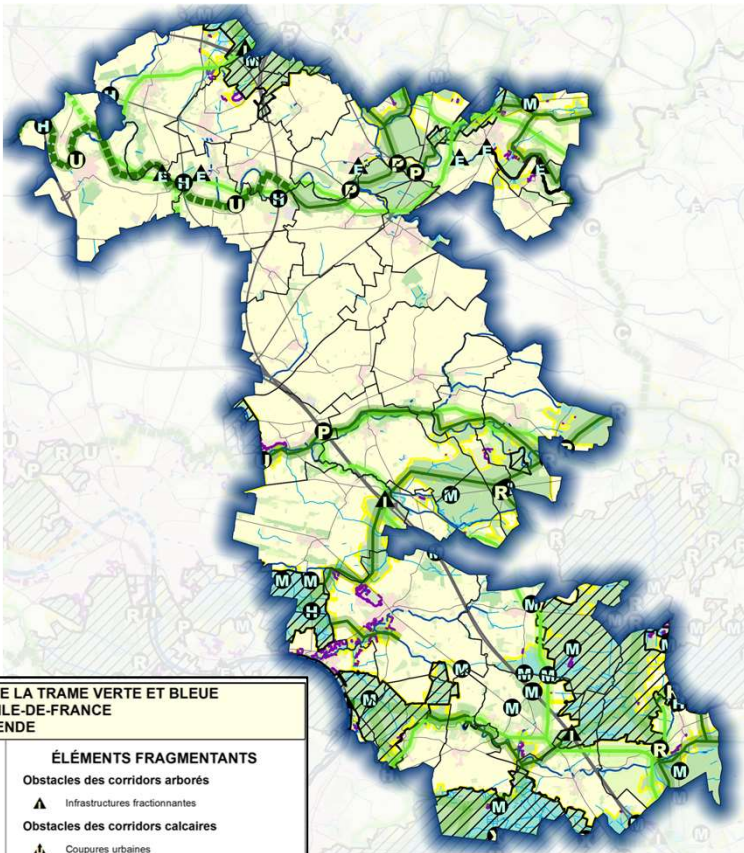 E LA TRAME VERTE ET BLEUE
ILE-DE-FRANCE
ENDE
ÉLÉMENTS FRAGMENTANTS
Obstacles des corridors arborés
Infrastructures fractionnantes
Obstacles des corridors calcaires
Coupures urbaines
H
H
U
E
H
E
U
H
E
P
P
P
E
E
E
M
M
P
M
R
M
M
H
M
M
M
M
M
M
M
R
M
M